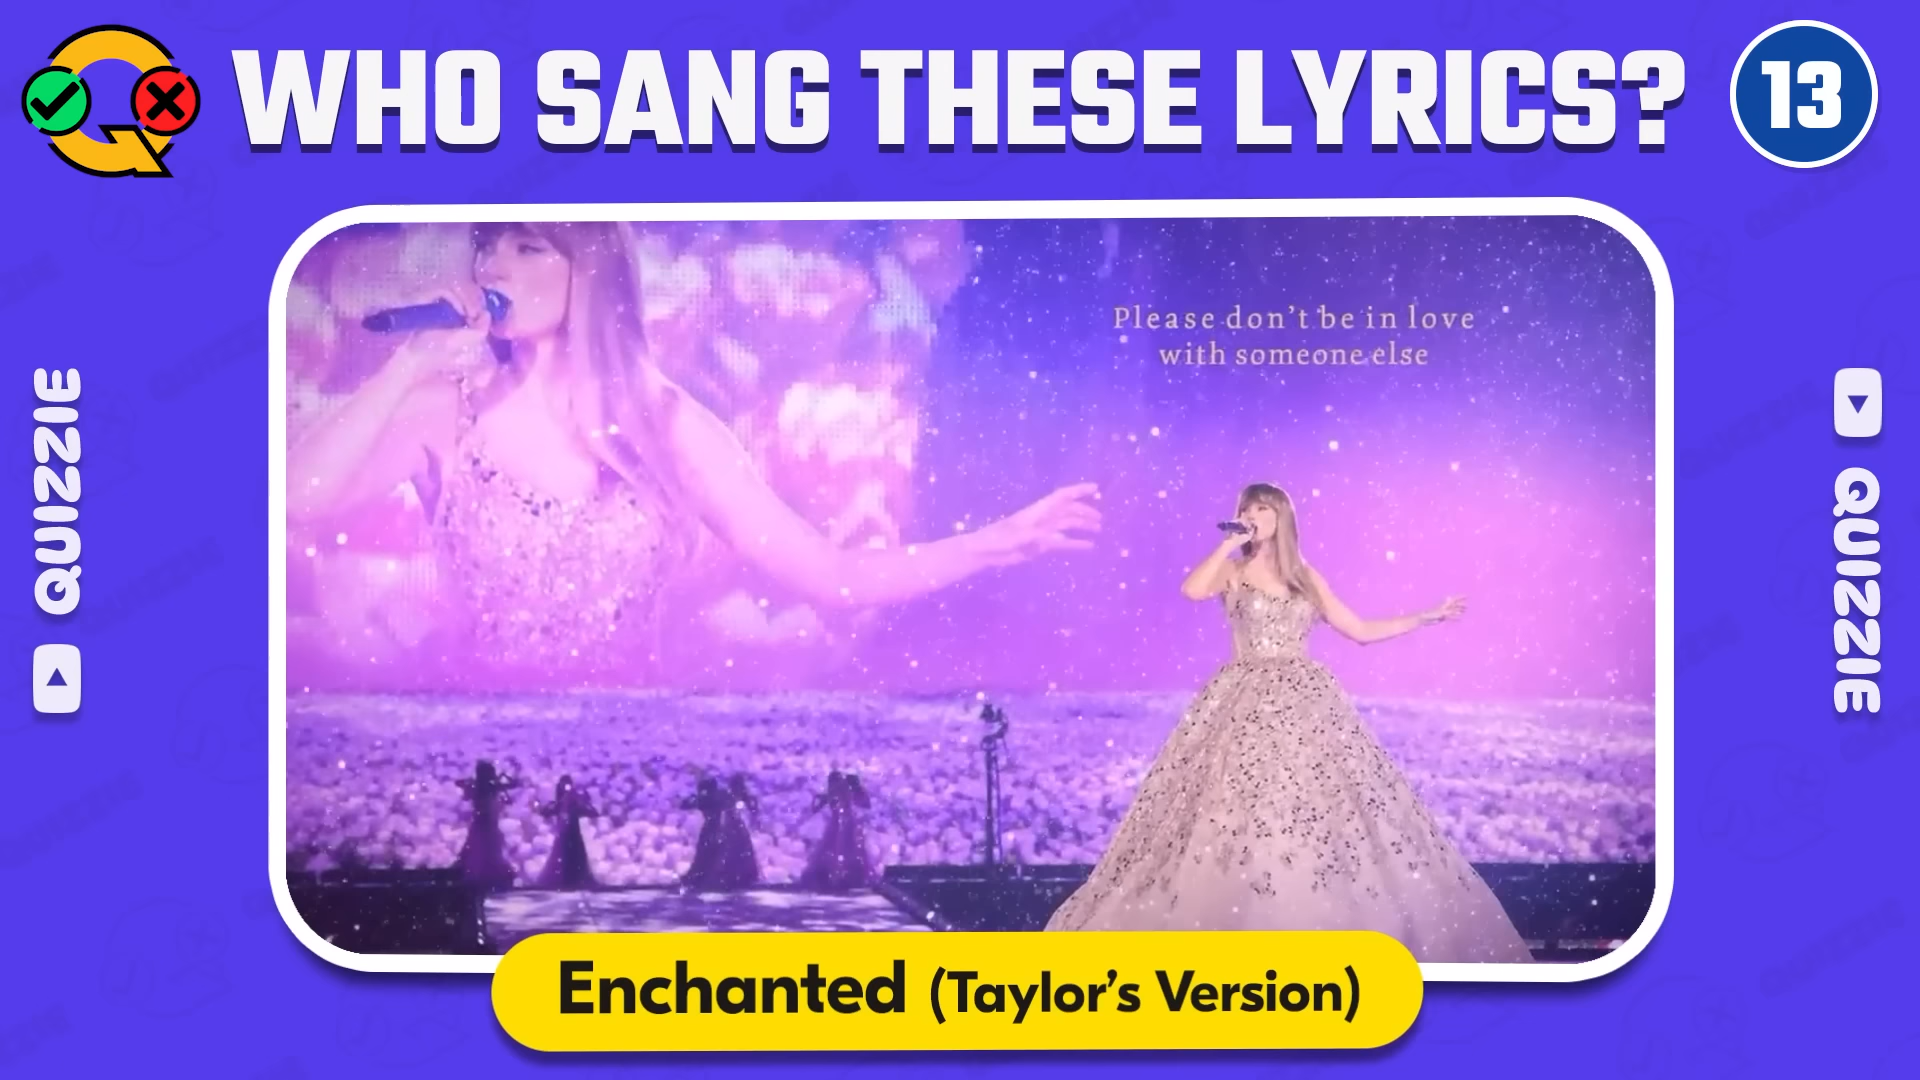 WHO SANG THESE LYRICS?
13
Please don't be in love
with someone else
QUIZZIE
QUIZZIE
Enchanted (Taylor's Version)